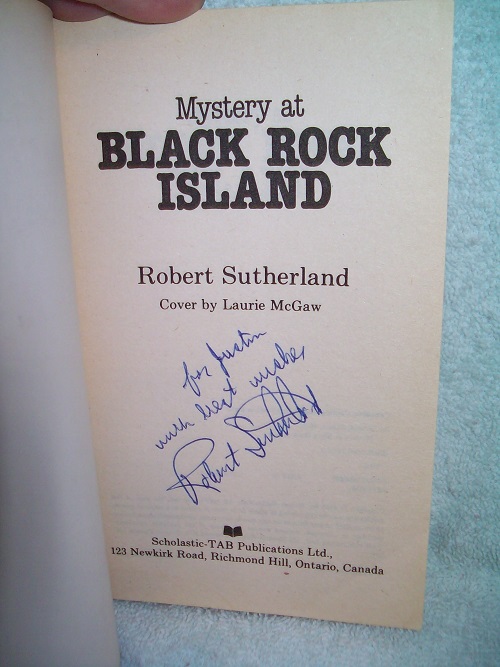 Mystery at
BLACK ROCK
ISLAND
Robert Sutherland
Cover by Laurie McGaw
for Justin
with best wishes
Robert Sutherland
Scholastic-TAB Publications Ltd.,
123 Newkirk Road, Richmond Hill, Ontario, Canada